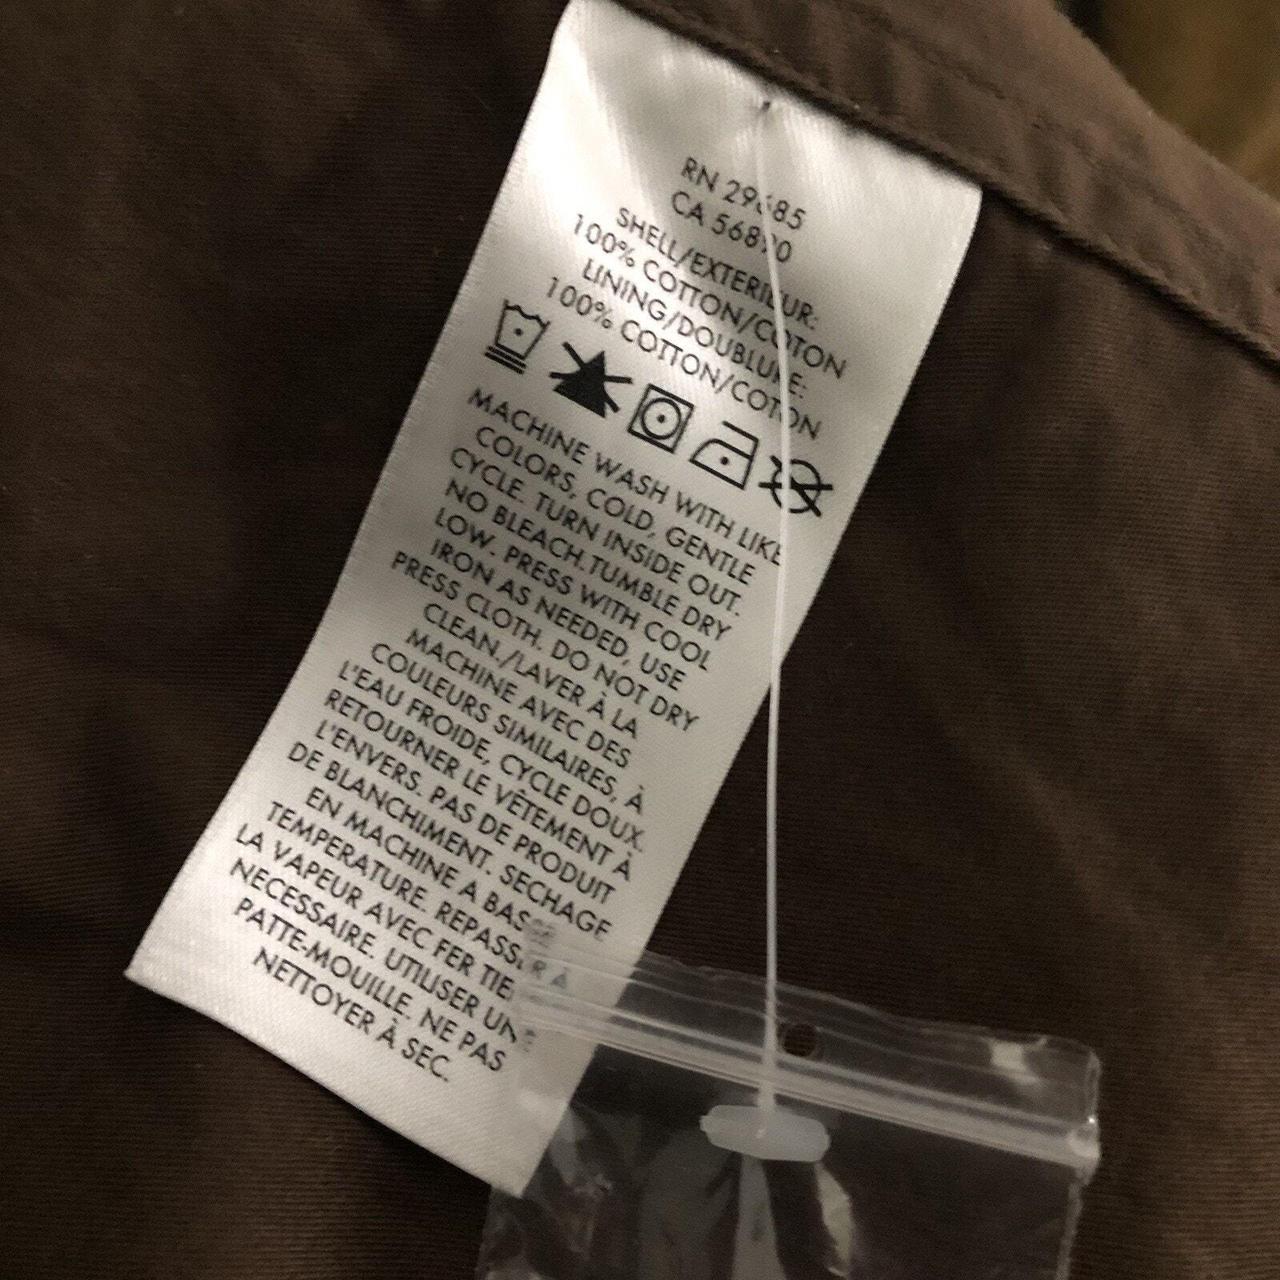 RN 29685
CA 56890
SHELL/EXTERIEUR:
100% COTTON/COTON
LINING/DOUBLURE:
100% COTTON/COTON
MACHINE WASH WITH LIKE
COLORS, COLD, GENTLE
CYCLE. TURN INSIDE OUT.
NO BLEACH.TUMBLE DRY
LOW. PRESS WITH COOL
IRON AS NEEDED, USE
PRESS CLOTH. DO NOT DRY
CLEAN./LAVER À LA
MACHINE AVEC DES
COULEURS SIMILAIRES, À
L'EAU FROIDE, CYCLE DOUX.
RETOURNER LE VÊTEMENT À
L'ENVERS. PAS DE PRODUIT
DE BLANCHIMENT. SECHAGE
EN MACHINE A BASSE
TEMPERATURE. REPASSER À
LA VAPEUR AVEC FER TIEDE
NECESSAIRE. UTILISER UNE
PATTE-MOUILLE. NE PAS
NETTOYER À SEC.